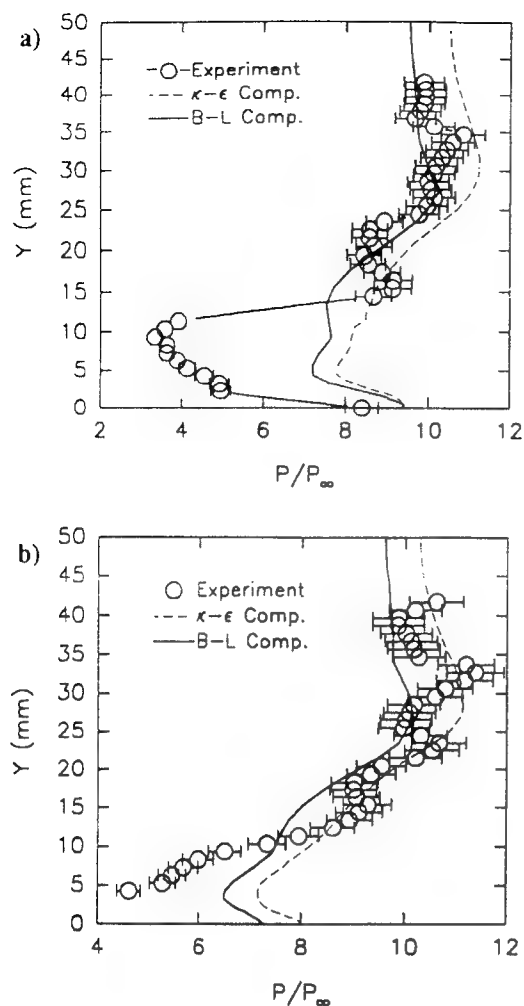 a)
50
45
40
35
30
25
20
15
10
5
0
Y (mm)
Experiment
κ−ϵ Comp.
B−L Comp.
2 4 6 8 10 12
P/P∞
b)
50
45
40
35
30
25
20
15
10
5
0
Y (mm)
Experiment
κ−ϵ Comp.
B−L Comp.
4 6 8 10 12
P/P∞